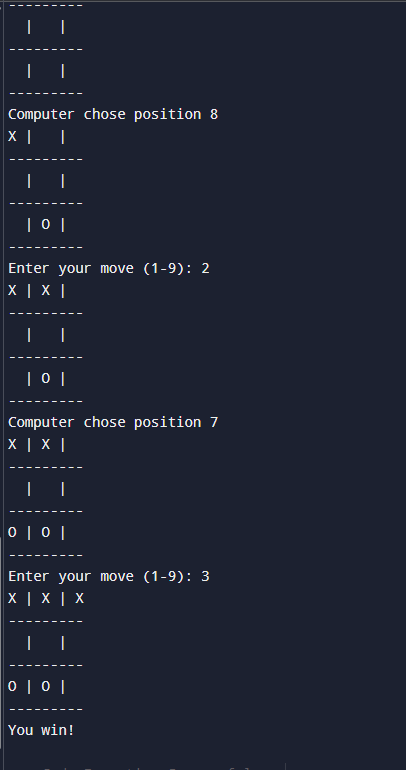 ---------
  |   |
---------
  |   |
---------
Computer chose position 8
X |   |
---------
  |   |
---------
  | O |
---------
Enter your move (1-9): 2
X | X |
---------
  |   |
---------
  | O |
---------
Computer chose position 7
X | X |
---------
  |   |
---------
O | O |
---------
Enter your move (1-9): 3
X | X | X
---------
  |   |
---------
O | O |
---------
You win!